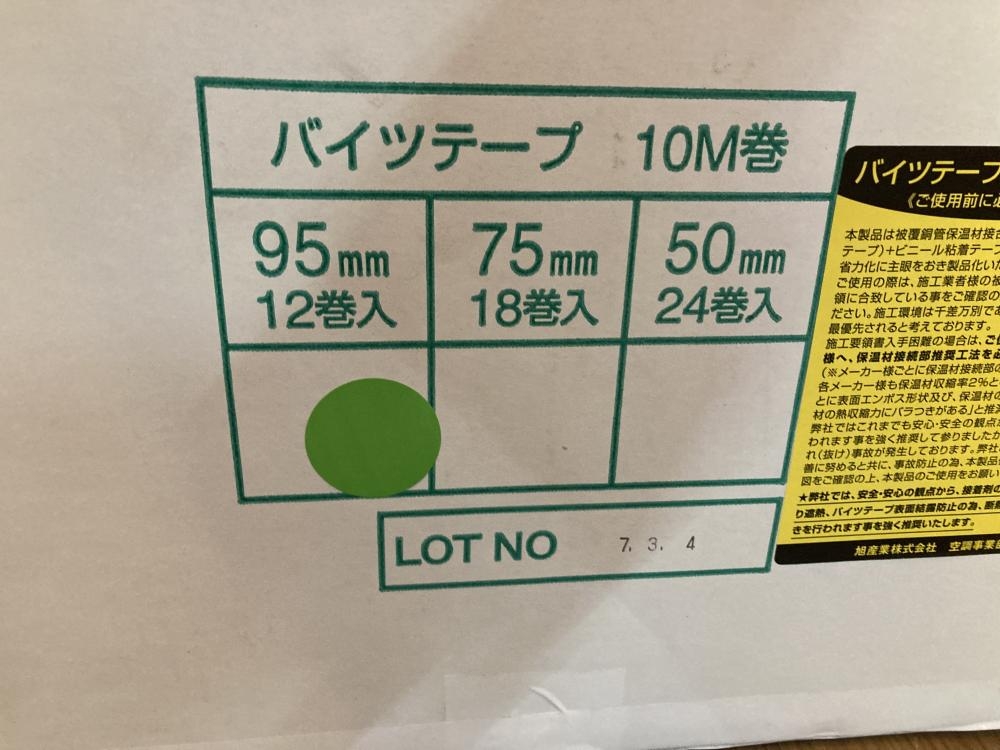 バイツテープ 10M巻
95mm 75mm 50mm
12巻入 18巻入 24巻入
LOT NO 7. 3. 4
バイツテープ
《ご使用前に必
本製品は被覆銅管保温材接合
テープ)+ビニール粘着テープ
省力化に主眼をおき製品化いた
ご使用の際は、施工業者様の被
領に合致している事をご確認の
ださい。施工環境は千差万別であ
最優先されると考えております。
施工要領書入手困難の場合は、ご使
様へ、保温材接続部推奨工法を必
(※メーカー様ごとに保温材接続部の
各メーカー様も保温材収縮率2%と
とに表面エンボス形状及び、保温材の
材の熱収縮力にバラつきがある」と推測
弊社ではこれまでも安心・安全の観点か
われます事を強く推奨して参りましたが
れ(抜け)事故が発生しております。弊社
善に努めると共に、事故防止の為、本製品
図をご確認の上、本製品のご使用をお願い
★弊社では、安全・安心の観点から、接着剤の
り遮熱、バイツテープ表面結露防止の為、断熱
きを行われます事を強く推奨いたします。
旭産業株式会社 空調事業部